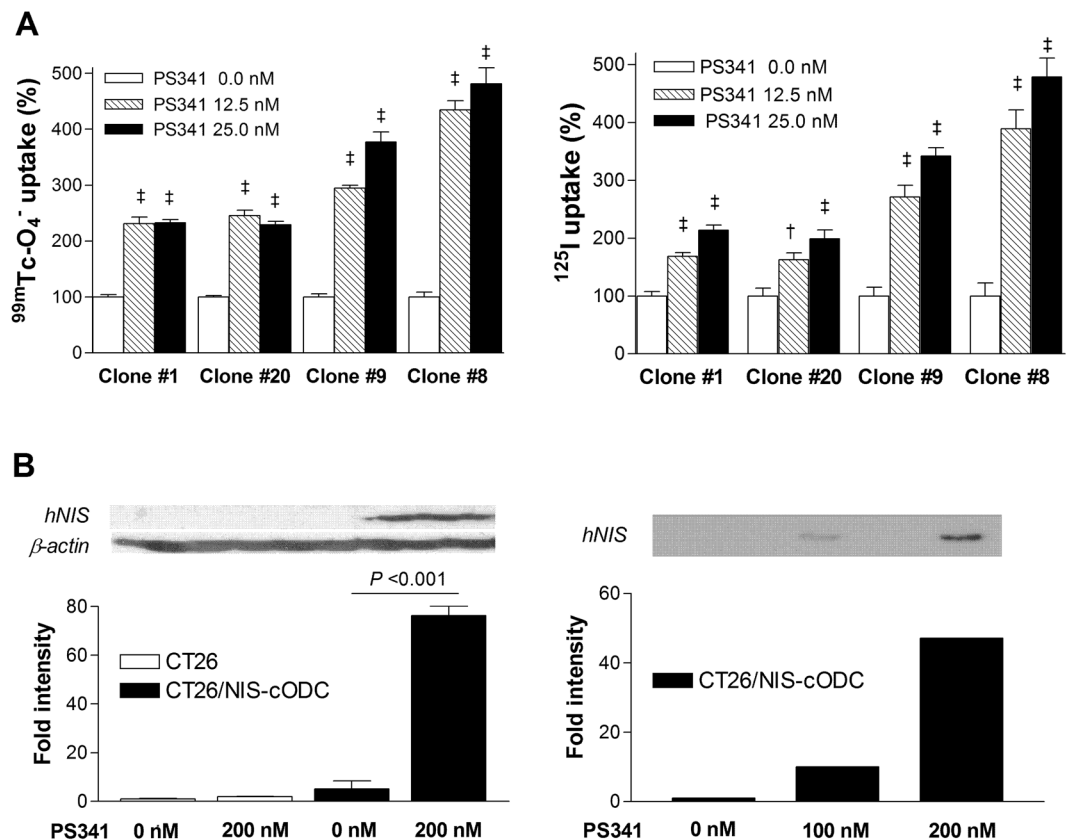 A
99mTc-O4- uptake (%)
500
400
300
200
100
0
PS341 0.0 nM
PS341 12.5 nM
PS341 25.0 nM
‡ ‡ ‡ ‡ ‡ ‡ ‡ ‡
Clone #1 Clone #20 Clone #9 Clone #8
125I uptake (%)
500
400
300
200
100
0
PS341 0.0 nM
PS341 12.5 nM
PS341 25.0 nM
‡ ‡ † ‡ ‡ ‡ ‡ ‡
Clone #1 Clone #20 Clone #9 Clone #8
B
hNIS
β-actin
P <0.001
Fold intensity
80
60
40
20
0
CT26
CT26/NIS-cODC
PS341 0 nM 200 nM 0 nM 200 nM
hNIS
Fold intensity
60
40
20
0
CT26/NIS-cODC
PS341 0 nM 100 nM 200 nM